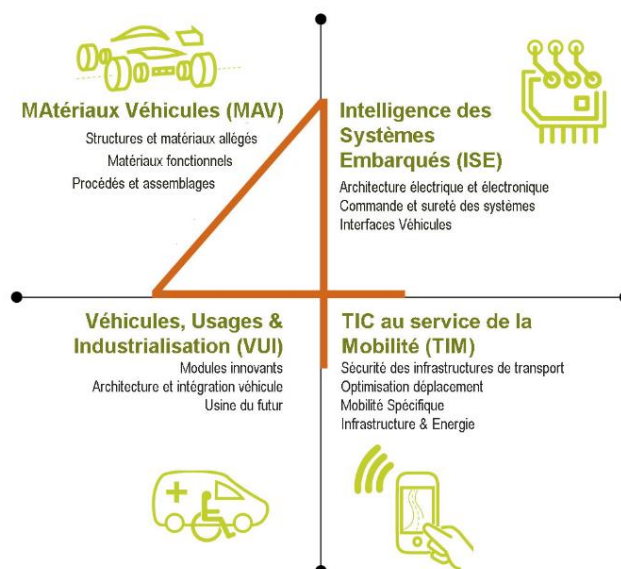 MAtériaux Véhicules (MAV)
Structures et matériaux allégés
Matériaux fonctionnels
Procédés et assemblages
Intelligence des
Systèmes
Embarqués (ISE)
Architecture électrique et électronique
Commande et sureté des systèmes
Interfaces Véhicules
Véhicules, Usages &
Industrialisation (VUI)
Modules innovants
Architecture et intégration véhicule
Usine du futur
TIC au service de la
Mobilité (TIM)
Sécurité des infrastructures de transport
Optimisation déplacement
Mobilité Spécifique
Infrastructure & Energie